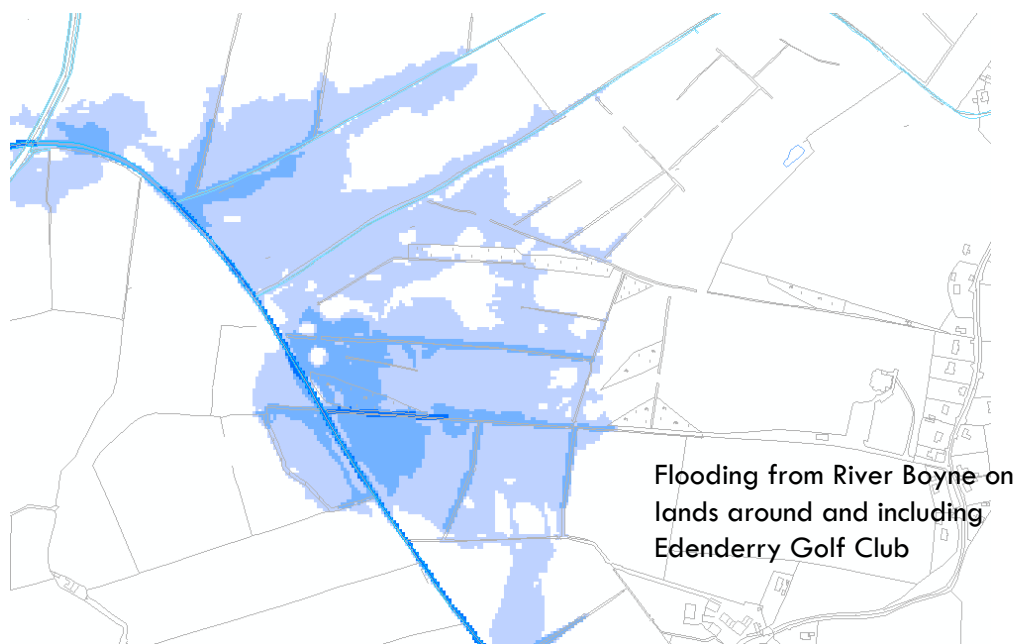 Flooding from River Boyne on
lands around and including
Edenderry Golf Club